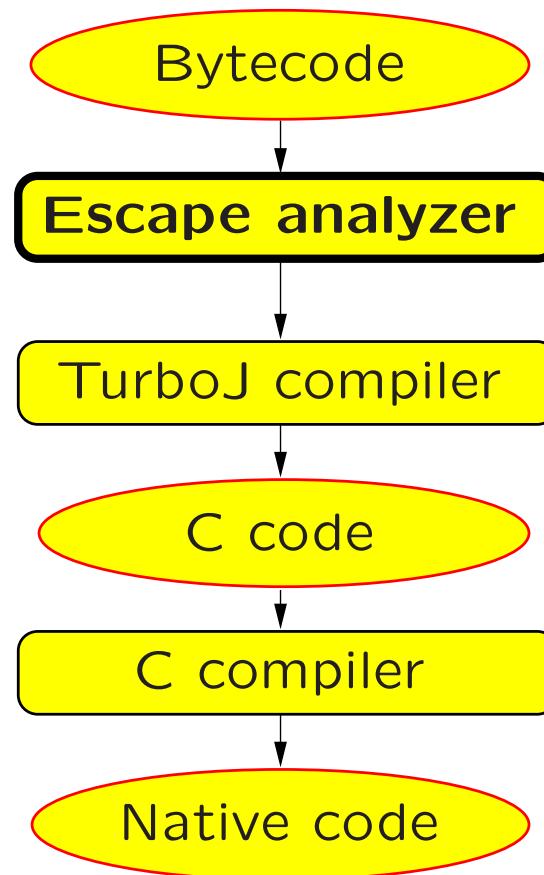 Bytecode
Escape analyzer
TurboJ compiler
C code
C compiler
Native code